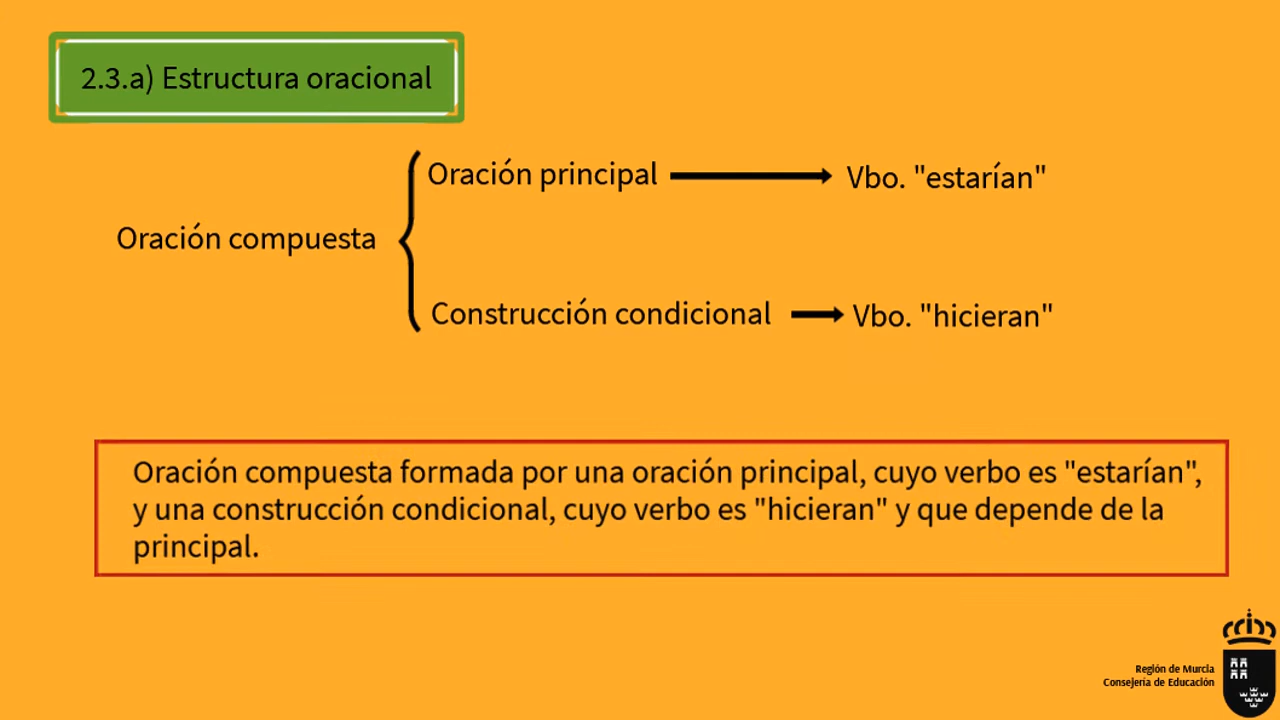 2.3.a) Estructura oracional
Oración principal
Vbo. "estarían"
Oración compuesta
Construcción condicional
Vbo. "hicieran"
Oración compuesta formada por una oración principal, cuyo verbo es "estarían",
y una construcción condicional, cuyo verbo es "hicieran" y que depende de la
principal.
Región de Murcia
Consejería de Educación